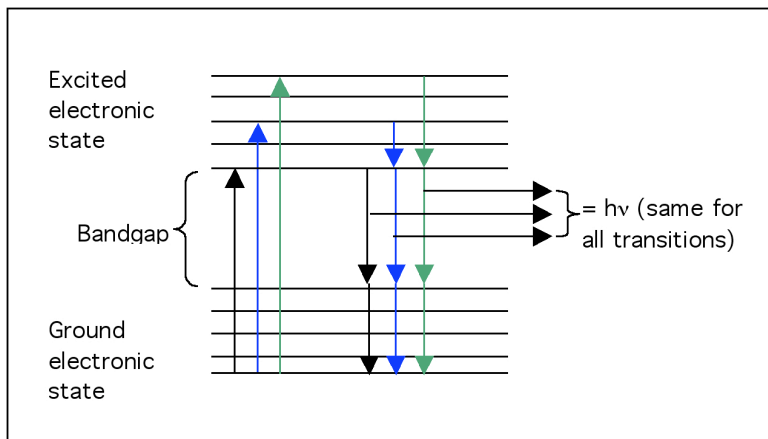 Excited
electronic
state
Bandgap
= hν (same for
all transitions)
Ground
electronic
state